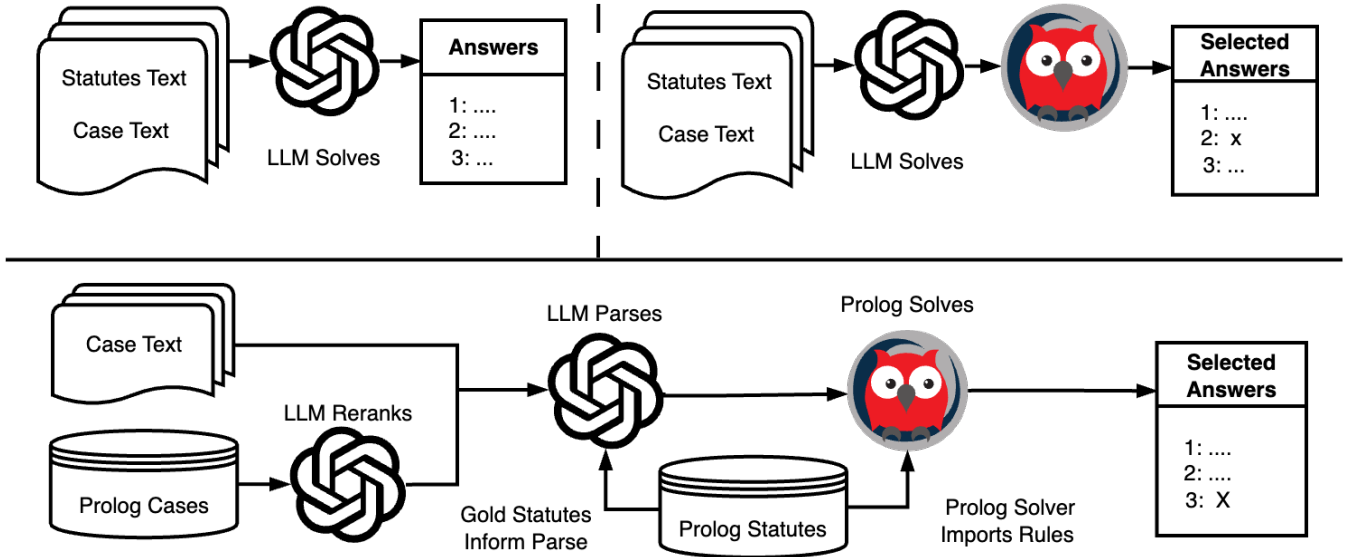 Statutes Text
Case Text
LLM Solves
Answers
1: ....
2: ....
3: ...
Statutes Text
Case Text
LLM Solves
Selected
Answers
1: ....
2: x
3: ...
Case Text
Prolog Cases
LLM Reranks
LLM Parses
Gold Statutes
Inform Parse
Prolog Statutes
Prolog Solves
Prolog Solver
Imports Rules
Selected
Answers
1: ....
2: ....
3: X